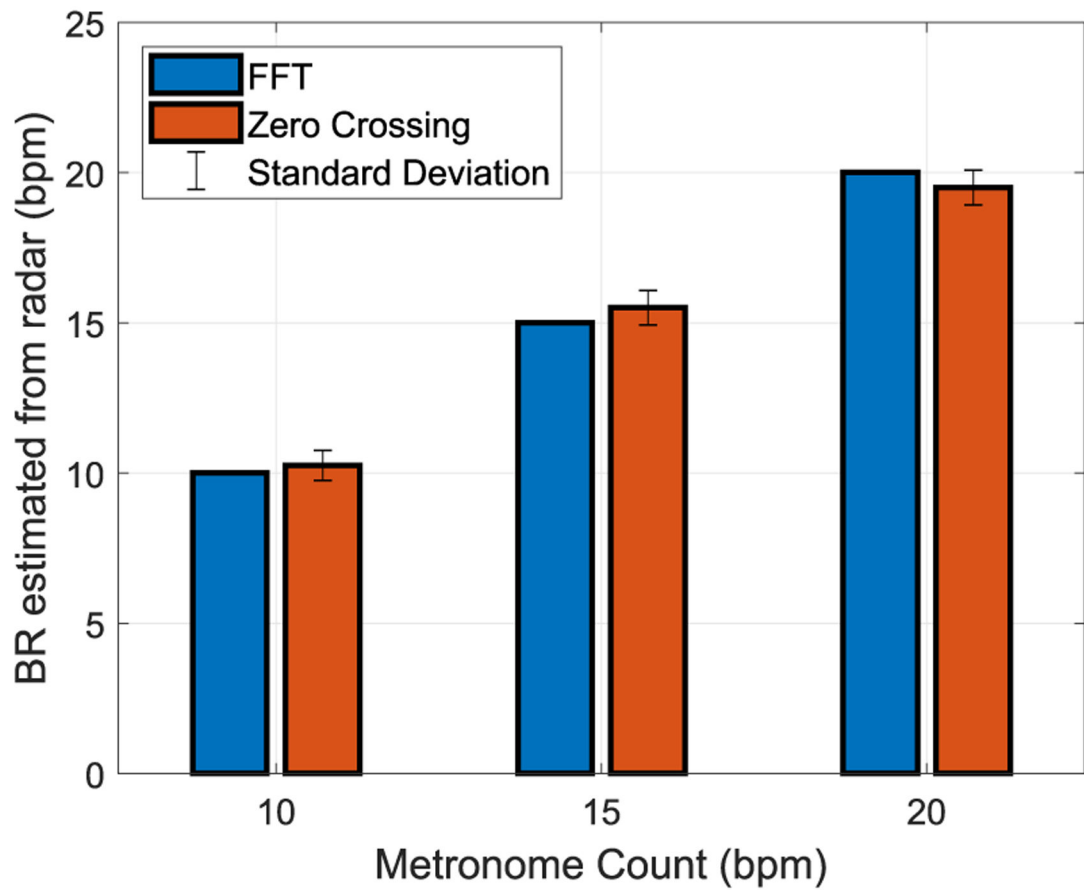 25
20
15
10
5
0
BR estimated from radar (bpm)
FFT
Zero Crossing
Standard Deviation
10
15
20
Metronome Count (bpm)